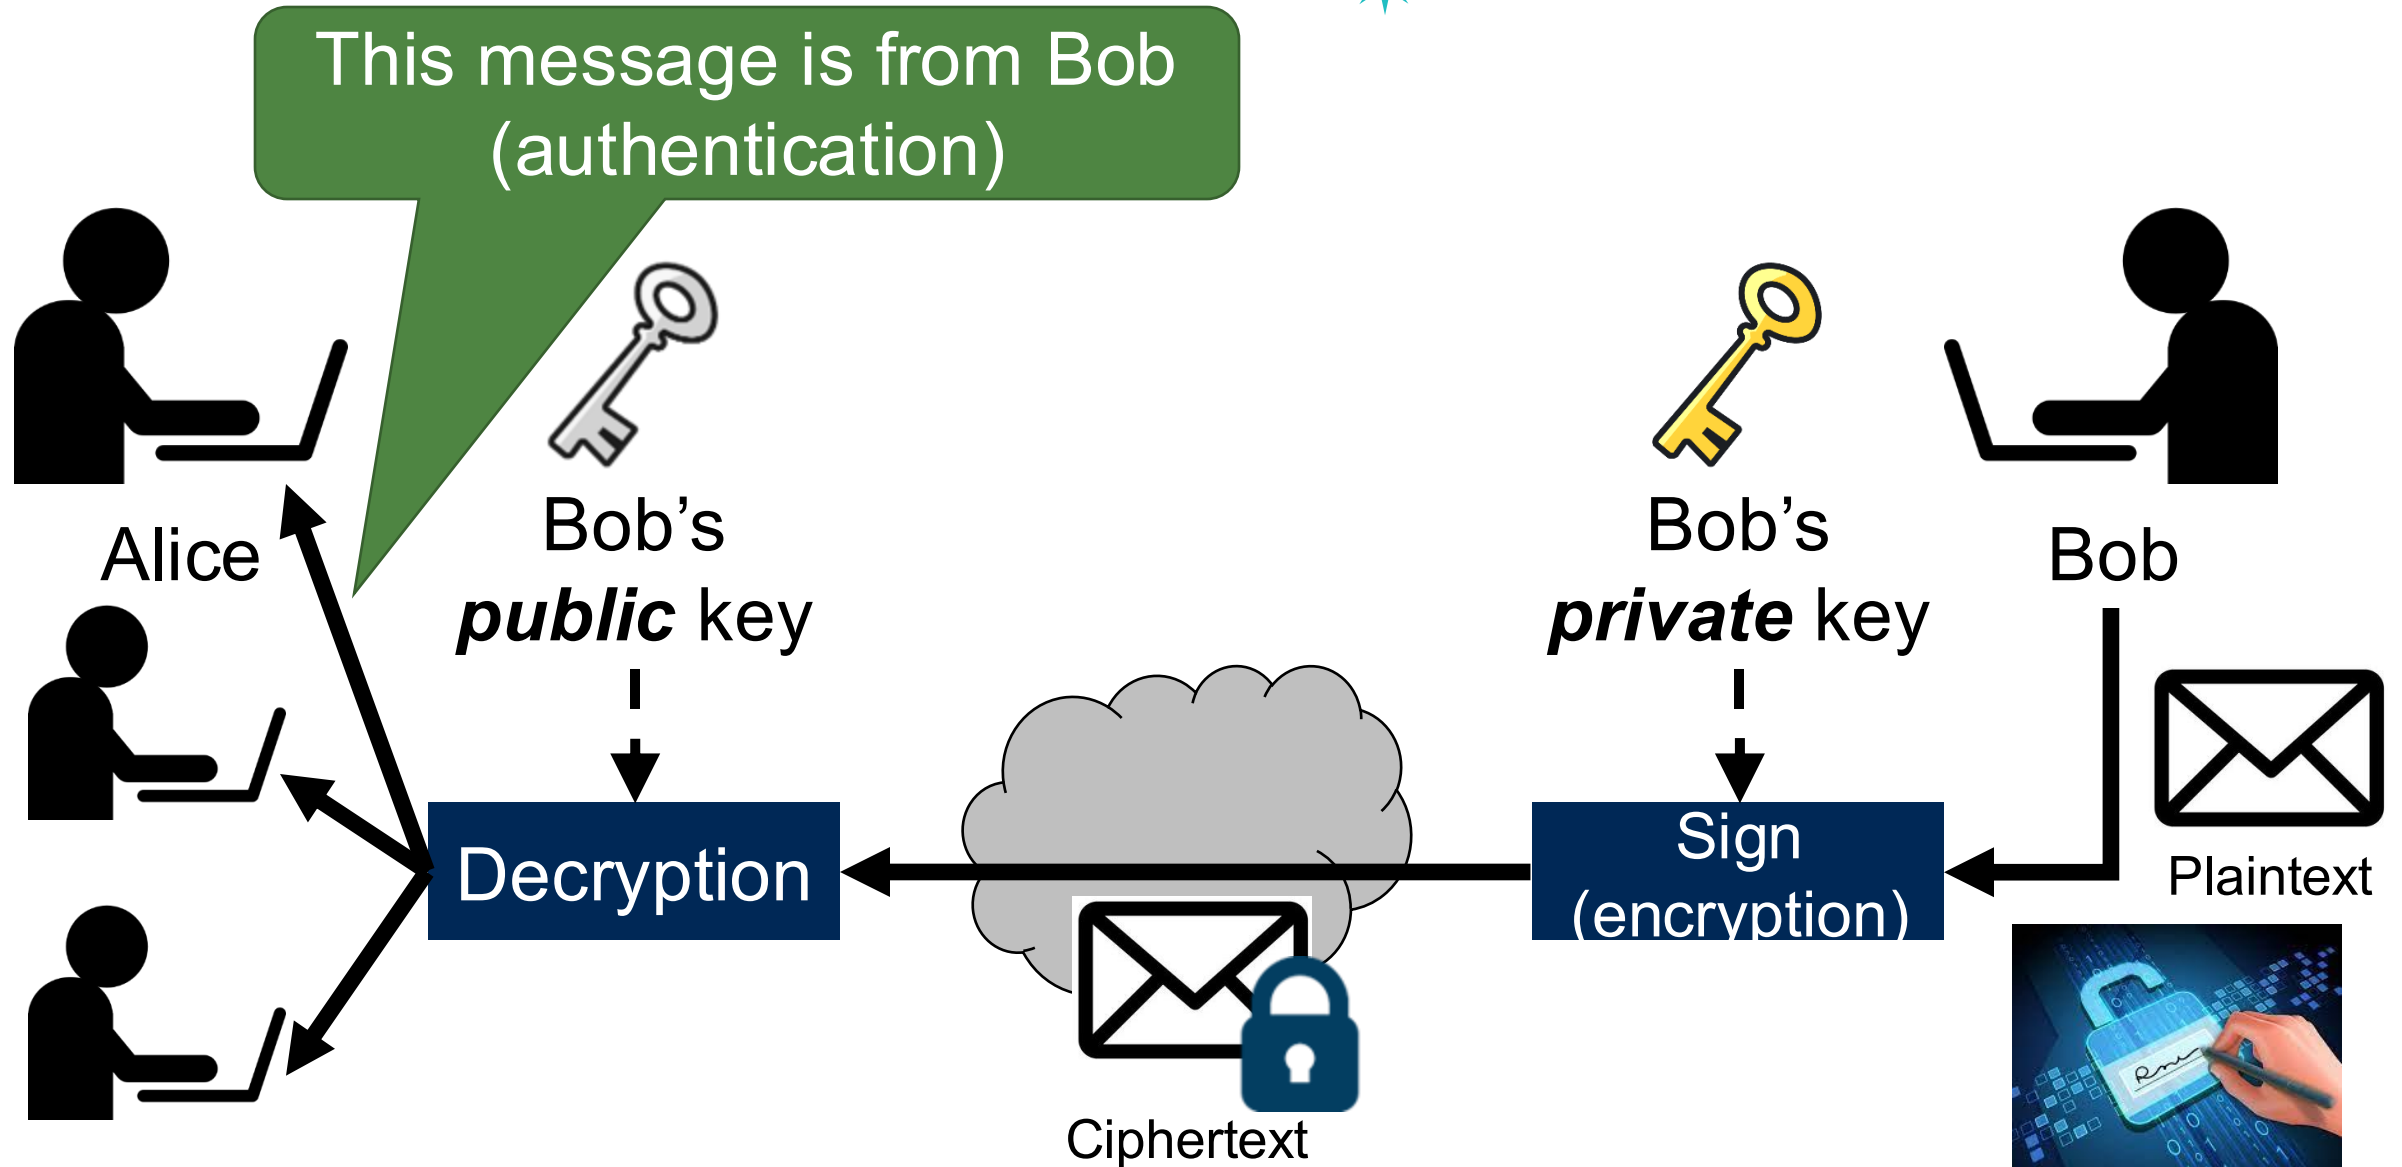 This message is from Bob
(authentication)
Alice
Bob’s
public key
Bob’s
private key
Bob
Decryption
Sign
(encryption)
Plaintext
Ciphertext